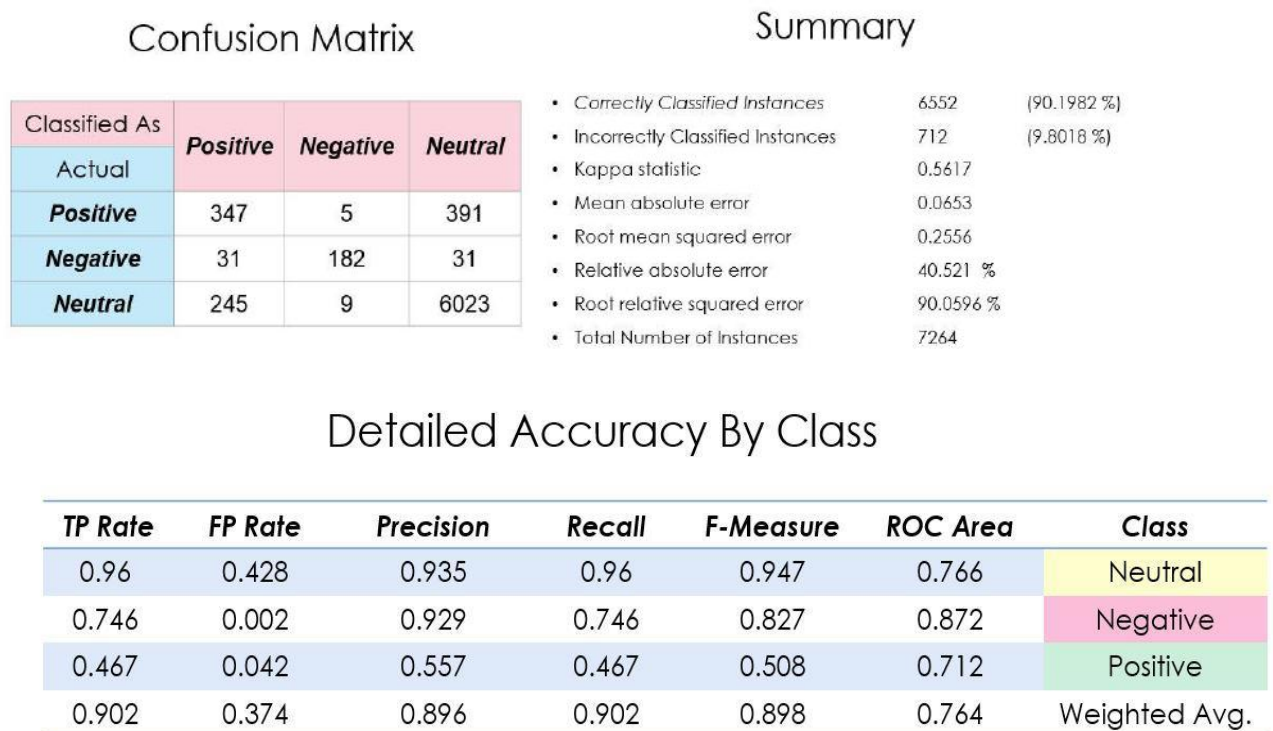 Confusion Matrix
Classified As
Actual
Positive Negative Neutral
Positive 347 5 391
Negative 31 182 31
Neutral 245 9 6023
Summary
• Correctly Classified Instances 6552 (90.1982 %)
• Incorrectly Classified Instances 712 (9.8018 %)
• Kappa statistic 0.5617
• Mean absolute error 0.0653
• Root mean squared error 0.2556
• Relative absolute error 40.521 %
• Root relative squared error 90.0596 %
• Total Number of Instances 7264
Detailed Accuracy By Class
TP Rate FP Rate Precision Recall F-Measure ROC Area Class
0.96 0.428 0.935 0.96 0.947 0.766 Neutral
0.746 0.002 0.929 0.746 0.827 0.872 Negative
0.467 0.042 0.557 0.467 0.508 0.712 Positive
0.902 0.374 0.896 0.902 0.898 0.764 Weighted Avg.